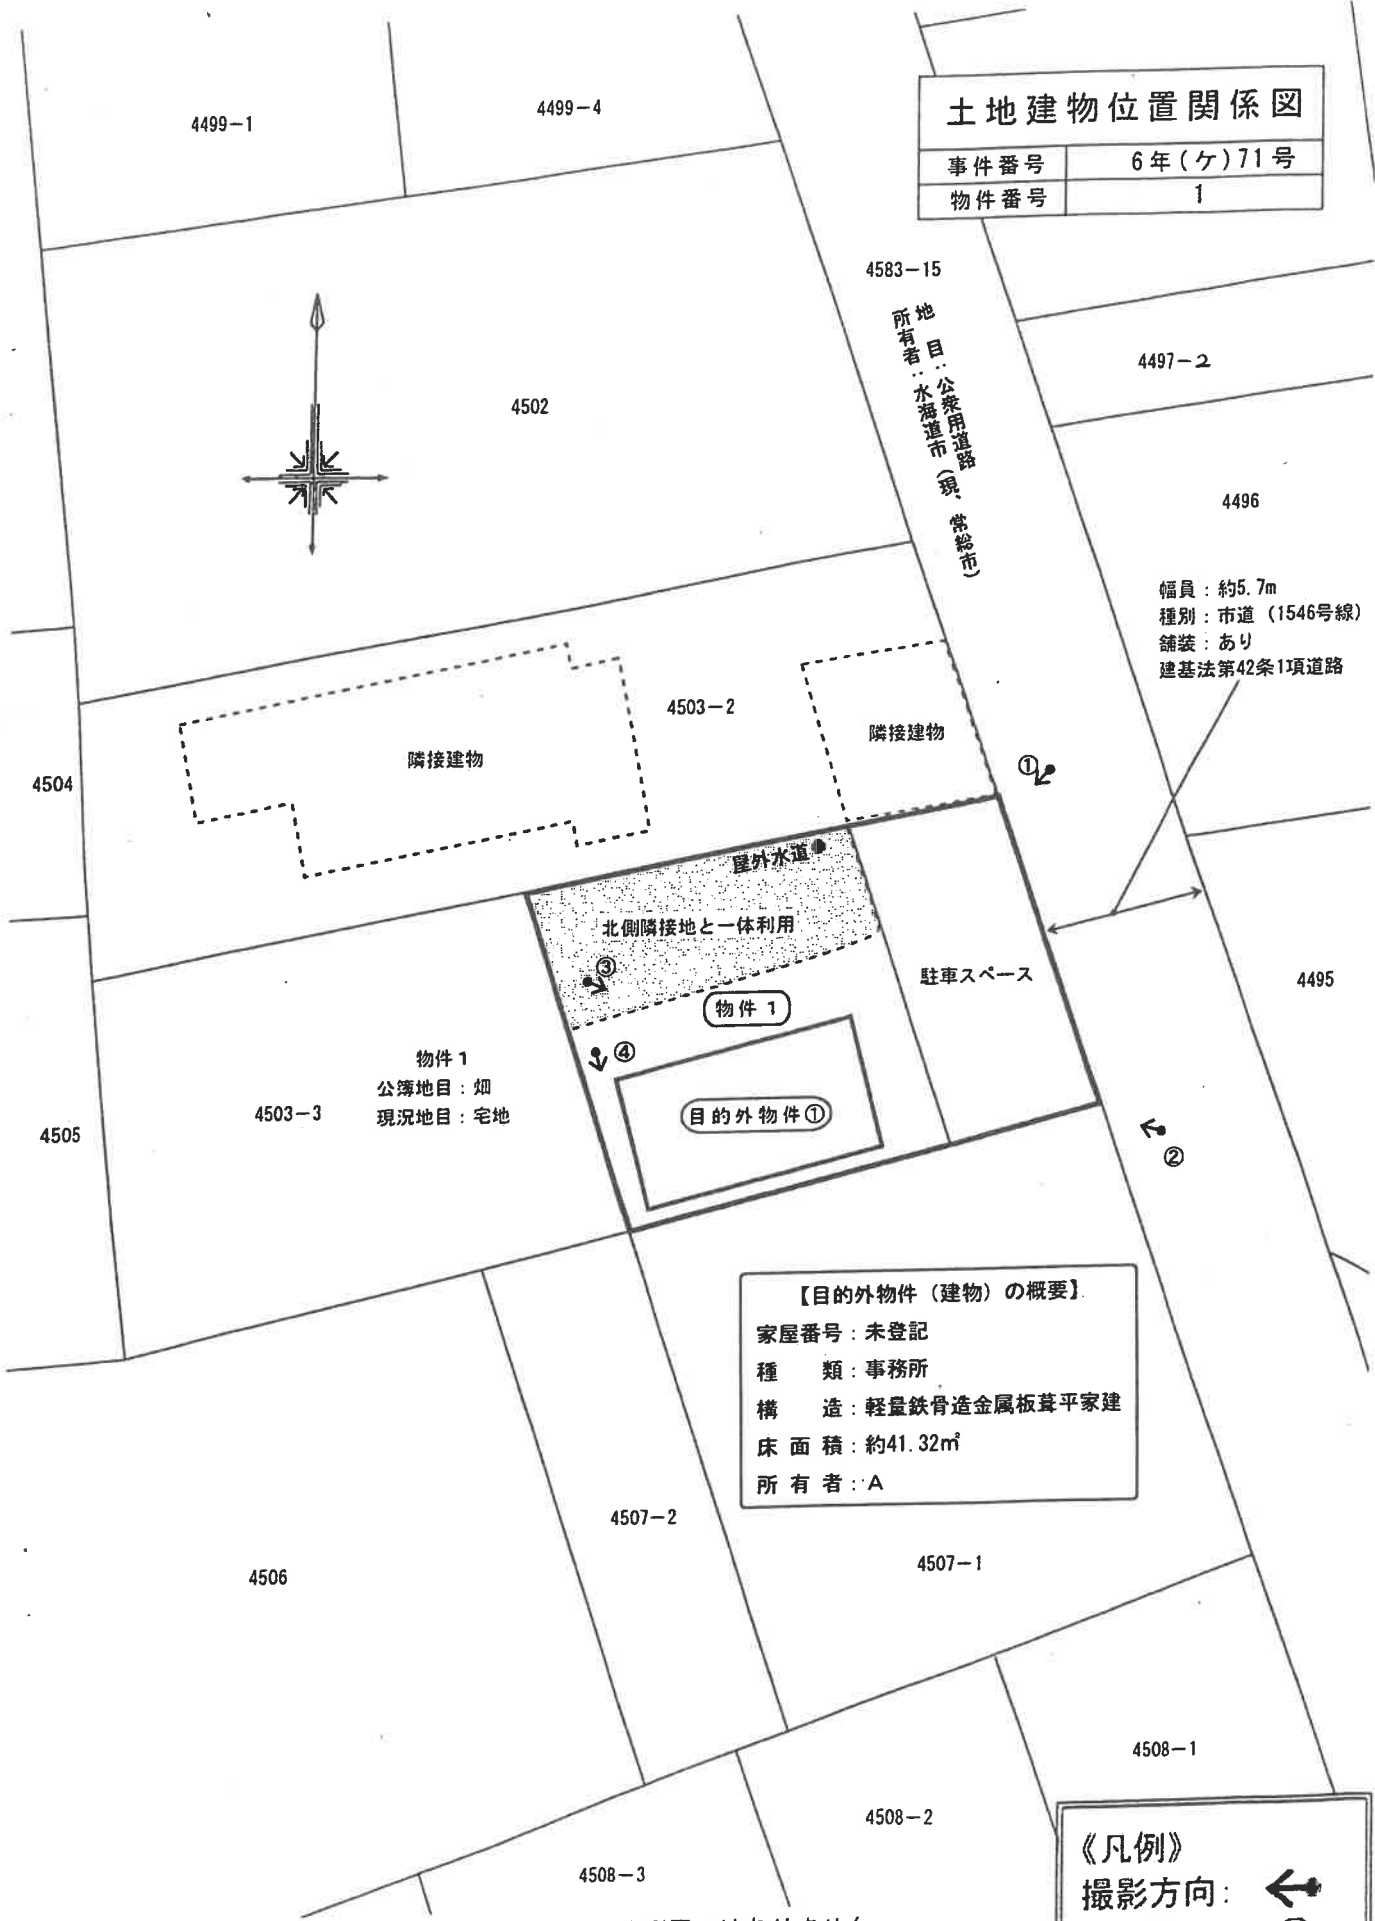 土地建物位置関係図
事件番号 6年(ケ)71号
物件番号 1
4499-1
4499-4
4583-15
地目：公衆用道路
所有者：水海道市（現、常総市）
4497-2
4502
4496
幅員：約5.7m
種別：市道（1546号線）
舗装：あり
建基法第42条1項道路
4503-2
隣接建物
隣接建物
4504
①
屋外水道
北側隣接地と一体利用
③
駐車スペース
4495
物件1
④
物件1
公簿地目：畑
現況地目：宅地
4503-3
目的外物件①
4505
②
【目的外物件（建物）の概要】
家屋番号：未登記
種　　類：事務所
構　　造：軽量鉄骨造金属板葺平家建
床面積：約41.32㎡
所有者：A
4507-2
4507-1
4506
4508-1
4508-2
4508-3
《凡例》
撮影方向：